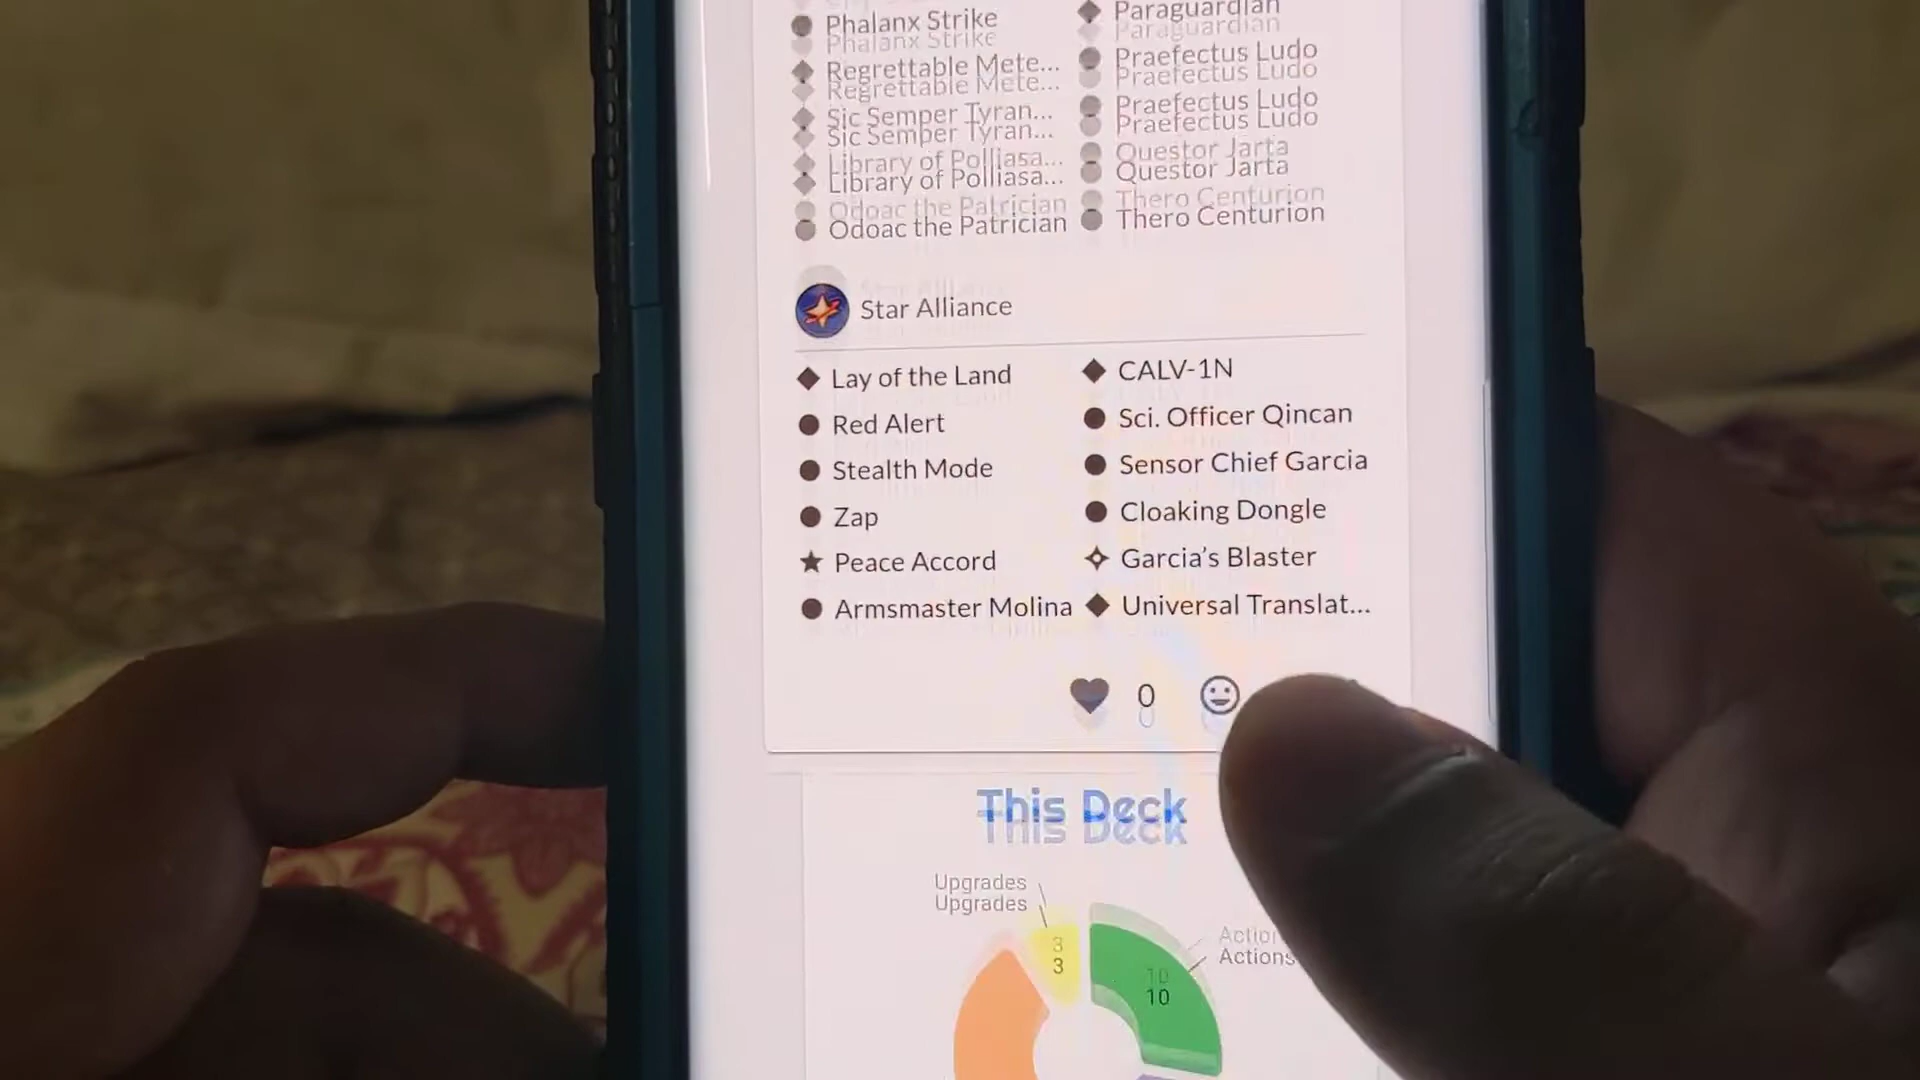 Phalanx Strike
Regrettable Mete...
Sic Semper Tyran...
Library of Polliasa...
Odoac the Patrician
Paraguardian
Praefectus Ludo
Praefectus Ludo
Questor Jarta
Thero Centurion
Star Alliance
Lay of the Land
Red Alert
Stealth Mode
Zap
Peace Accord
Armsmaster Molina
CALV-1N
Sci. Officer Qincan
Sensor Chief Garcia
Cloaking Dongle
Garcia's Blaster
Universal Translat...
0
This Deck
Upgrades
3
Actions
10